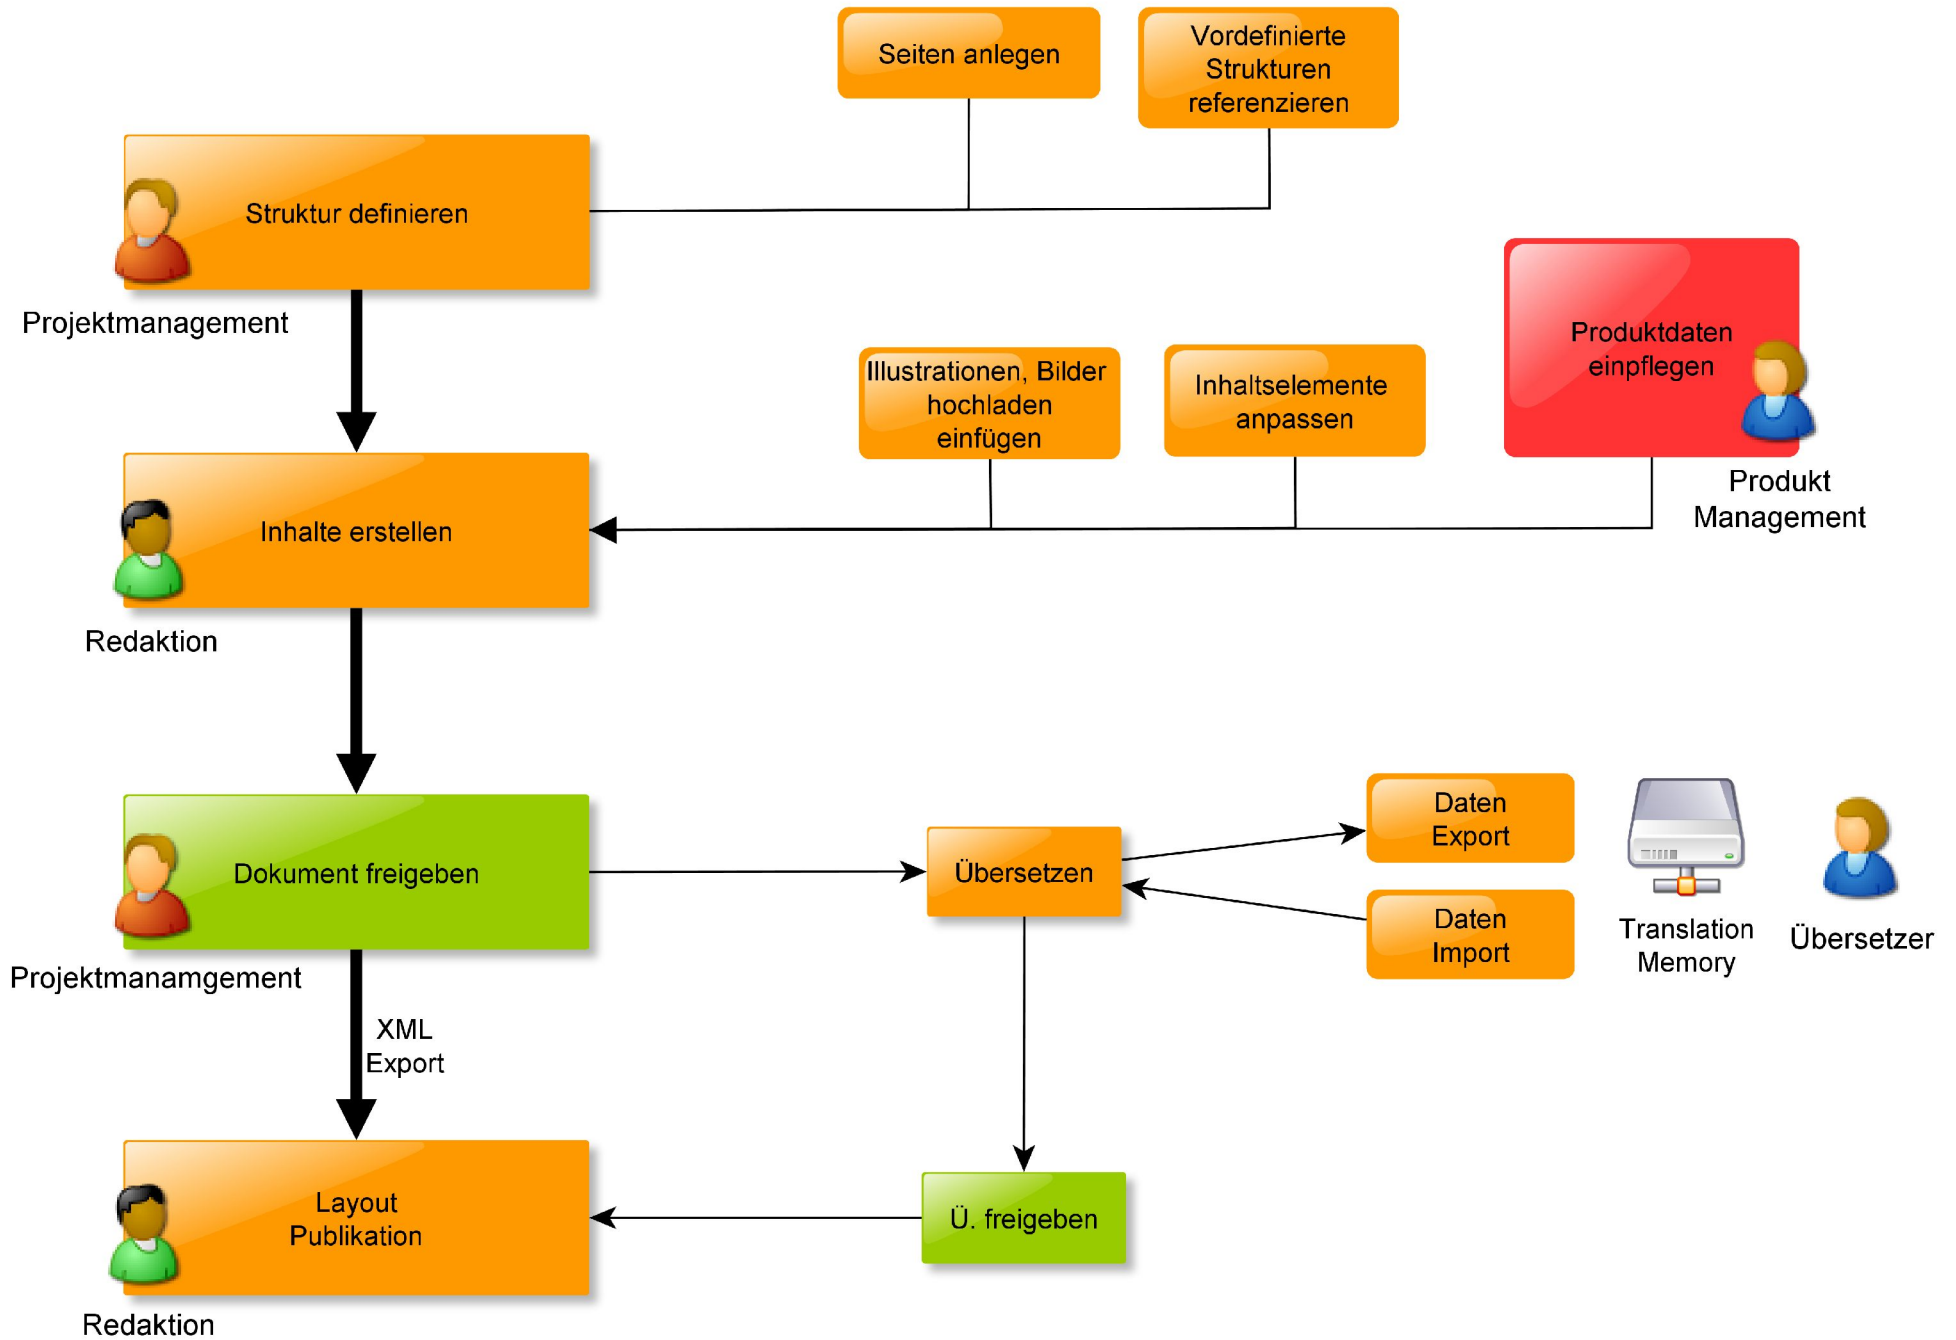 Seiten anlegen
Vordefinierte
Strukturen
referenzieren
Struktur definieren
Projektmanagement
Illustrationen, Bilder
hochladen
einfügen
Inhaltselemente
anpassen
Produktdaten
einpflegen
Produkt
Management
Inhalte erstellen
Redaktion
Dokument freigeben
Projektmanamgement
Übersetzen
Daten
Export
Daten
Import
Translation
Memory
Übersetzer
XML
Export
Layout
Publikation
Redaktion
Ü. freigeben